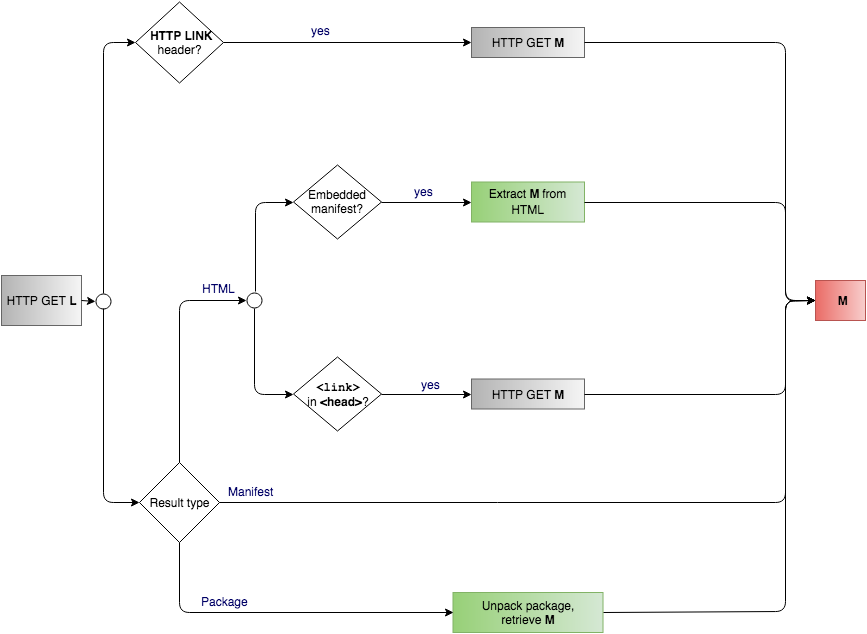 HTTP LINK
header?
yes
HTTP GET M
Embedded
manifest?
yes
Extract M from
HTML
HTTP GET L
HTML
M
<link>
in <head>?
yes
HTTP GET M
Result type
Manifest
Package
Unpack package,
retrieve M